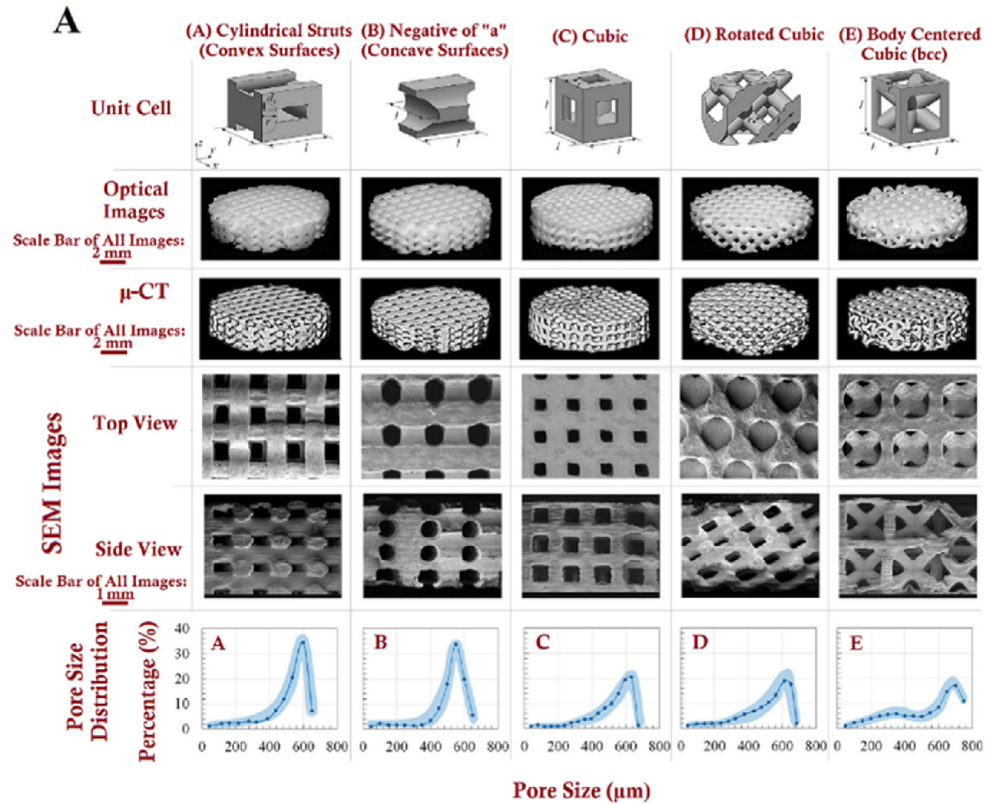 A
(A) Cylindrical Struts
(Convex Surfaces)
(B) Negative of "a"
(Concave Surfaces)
(C) Cubic
(D) Rotated Cubic
(E) Body Centered
Cubic (bcc)
Unit Cell
Optical
Images
Scale Bar of All Images:
2 mm
μ-CT
Scale Bar of All Images:
2 mm
SEM Images
Top View
Side View
Scale Bar of All Images:
1 mm
Pore Size
Distribution
Percentage (%)
40
30
20
10
0
A
B
C
D
E
0 200 400 600 800
0 200 400 600 800
0 200 400 600 800
0 200 400 600 800
0 200 400 600 800
Pore Size (μm)